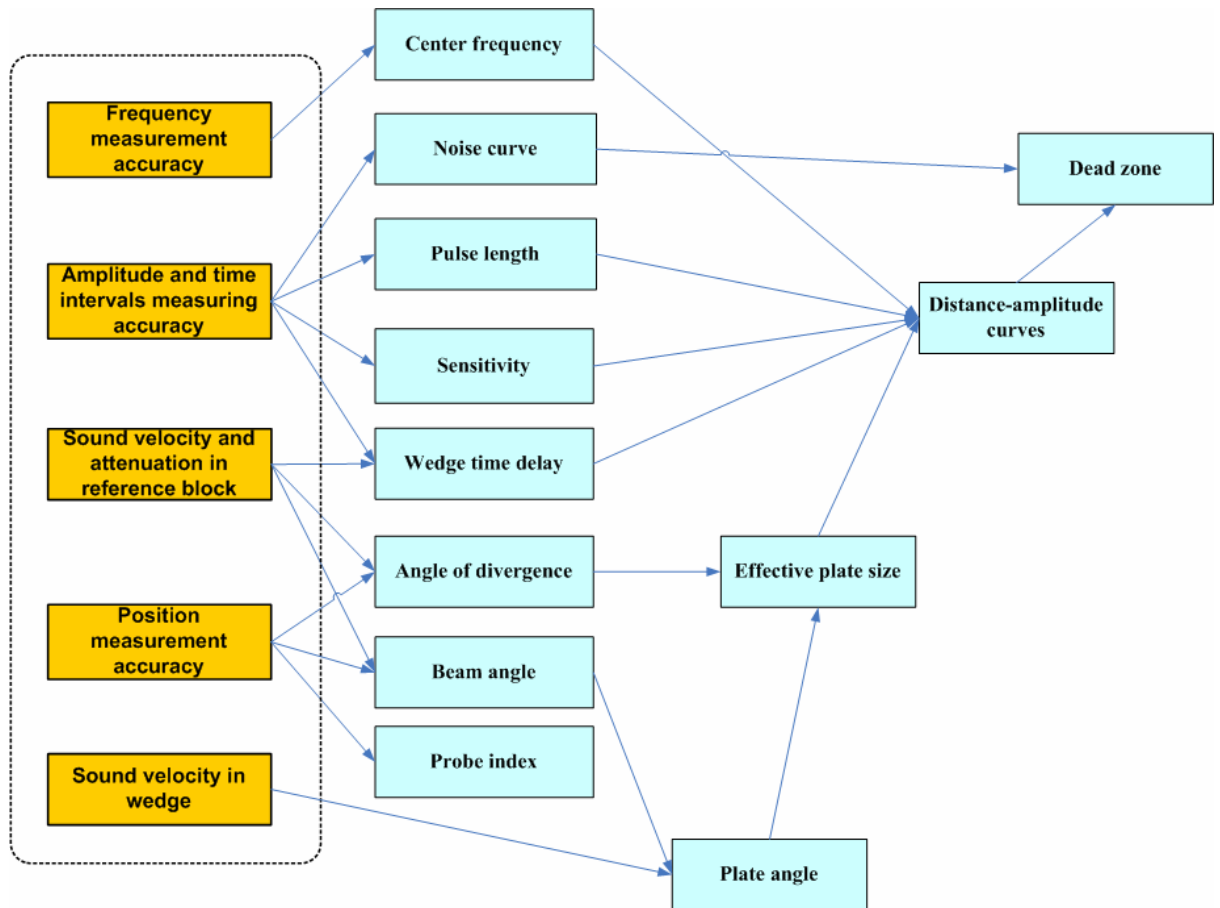 Frequency
measurement
accuracy
Amplitude and time
intervals measuring
accuracy
Sound velocity and
attenuation in
reference block
Position
measurement
accuracy
Sound velocity in
wedge
Center frequency
Noise curve
Pulse length
Sensitivity
Wedge time delay
Angle of divergence
Beam angle
Probe index
Effective plate size
Plate angle
Dead zone
Distance-amplitude
curves